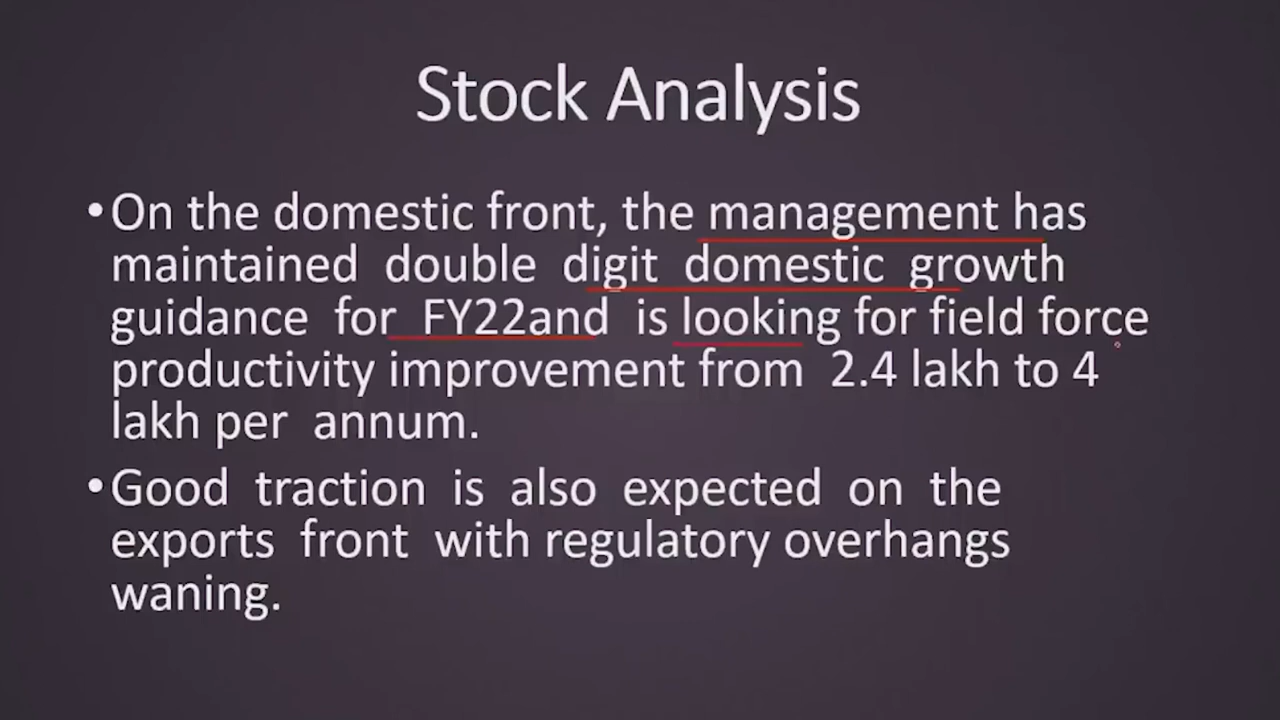 Stock Analysis
•On the domestic front, the management has
maintained double digit domestic growth
guidance for FY22and is looking for field force
productivity improvement from 2.4 lakh to 4
lakh per annum.
•Good traction is also expected on the
exports front with regulatory overhangs
waning.